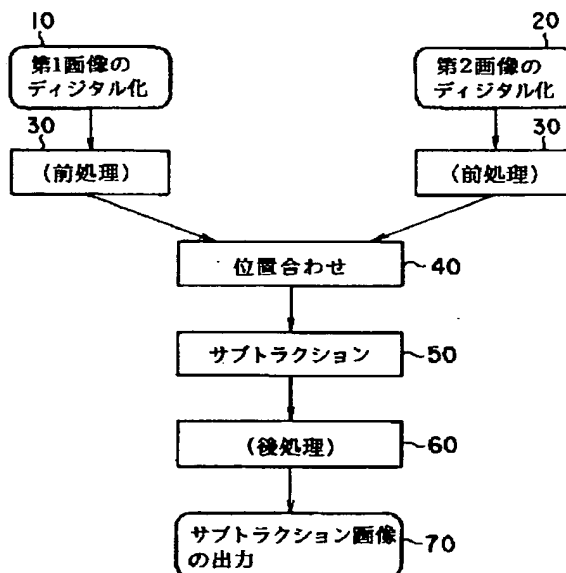 10
第1画像の
ディジタル化
20
第2画像の
ディジタル化
30
(前処理)
30
(前処理)
位置合わせ
40
サブトラクション
50
(後処理)
60
サブトラクション画像
の出力
70